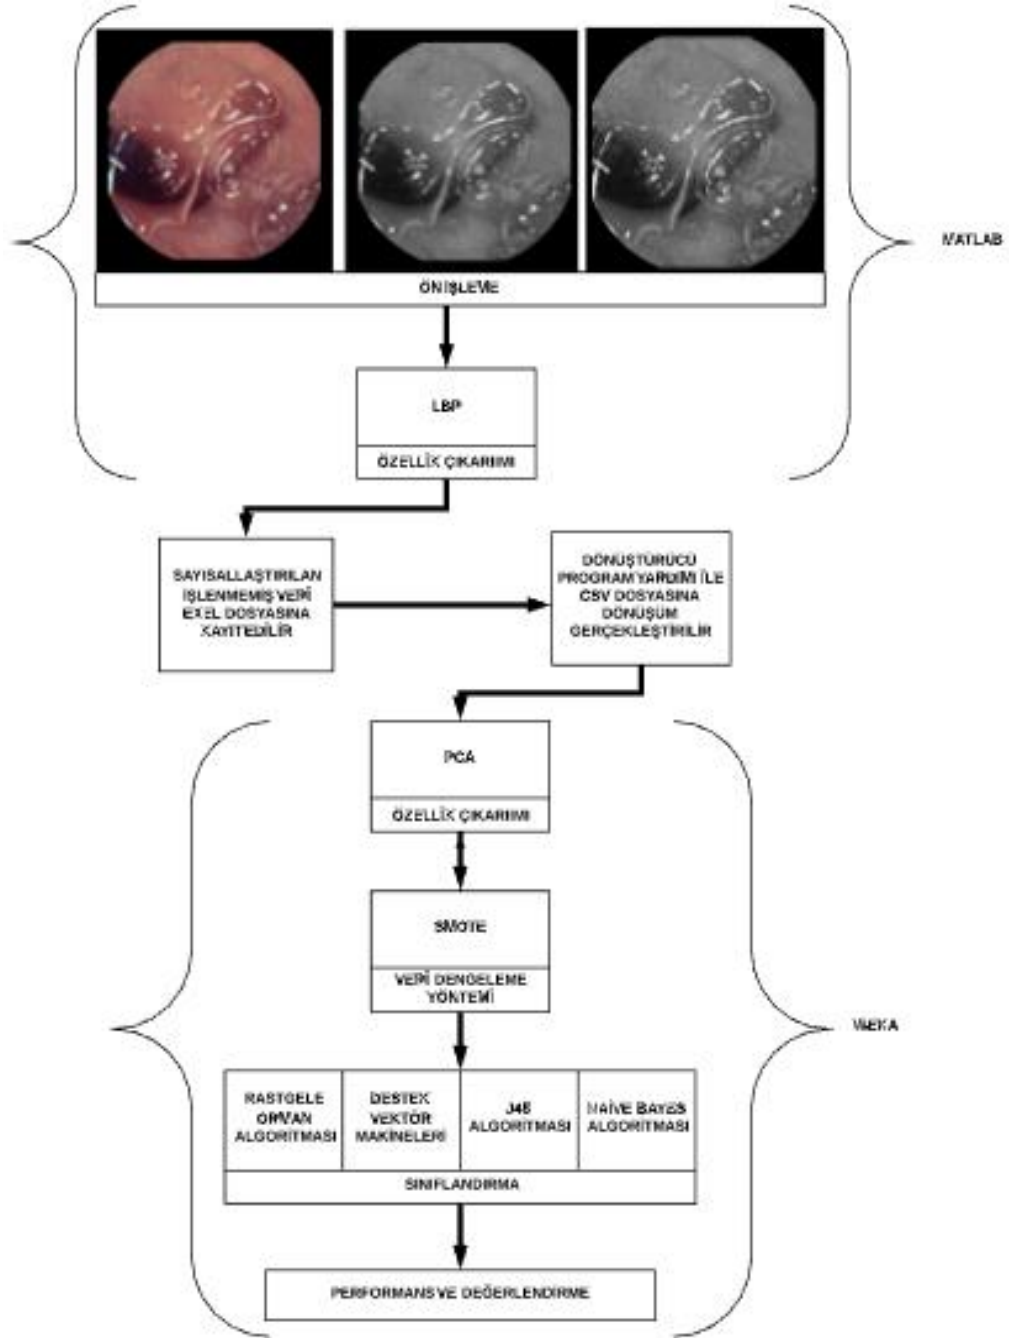 MATLAB
ÖN İŞLEME
LBP
ÖZELLİK ÇIKARIMI
SAYISALLAŞTIRILAN
İŞLENMEMİŞ VERİ
EXEL DOSYASINA
KAYITEDİLİR
DÖNÜŞTÜRÜCÜ
PROGRAM YARDIMI İLE
CSV DOSYASINA
DÖNÜŞÜM
GERÇEKLEŞTİRİLİR
PCA
ÖZELLİK ÇIKARIMI
SMOTE
VERİ DENGELEME
YÖNTEMİ
WEKA
RASTGELE
ORMAN
ALGORİTMASI
DESTEK
VEKTÖR
MAKİNELERİ
J48
ALGORİTMASI
NAİVE BAYES
ALGORİTMASI
SINIFLANDIRMA
PERFORMANS VE DEĞERLENDİRME